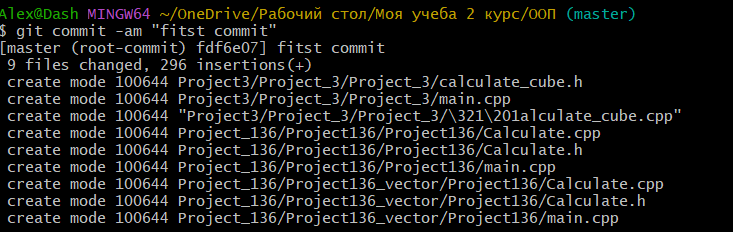 Alex@Dash MINGW64 ~/OneDrive/Рабочий стол/Моя учеба 2 курс/ООП (master)
$ git commit -am "fitst commit"
[master (root-commit) fdf6e07] fitst commit
 9 files changed, 296 insertions(+)
 create mode 100644 Project3/Project_3/Project_3/calculate_cube.h
 create mode 100644 Project3/Project_3/Project_3/main.cpp
 create mode 100644 "Project3/Project_3/Project_3/\321\201alculate_cube.cpp"
 create mode 100644 Project_136/Project136/Project136/Calculate.cpp
 create mode 100644 Project_136/Project136/Project136/Calculate.h
 create mode 100644 Project_136/Project136/Project136/main.cpp
 create mode 100644 Project_136/Project136_vector/Project136/Calculate.cpp
 create mode 100644 Project_136/Project136_vector/Project136/Calculate.h
 create mode 100644 Project_136/Project136_vector/Project136/main.cpp